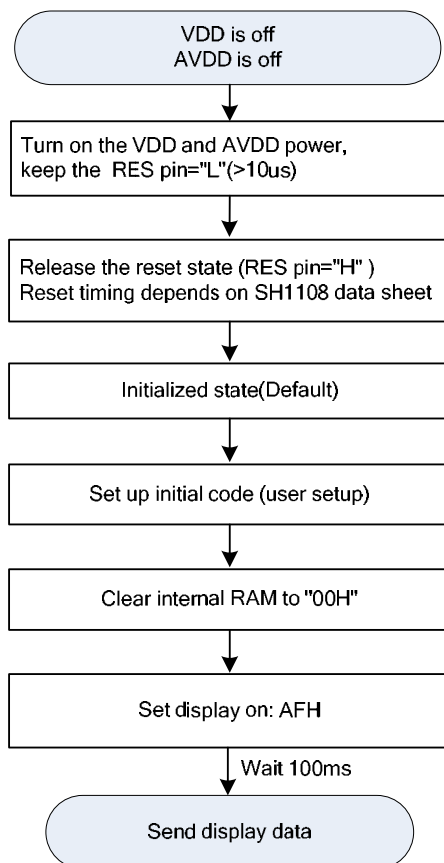 VDD is off
AVDD is off
Turn on the VDD and AVDD power,
keep the RES pin="L"(>10us)
Release the reset state (RES pin="H" )
Reset timing depends on SH1108 data sheet
Initialized state(Default)
Set up initial code (user setup)
Clear internal RAM to "00H"
Set display on: AFH
Wait 100ms
Send display data